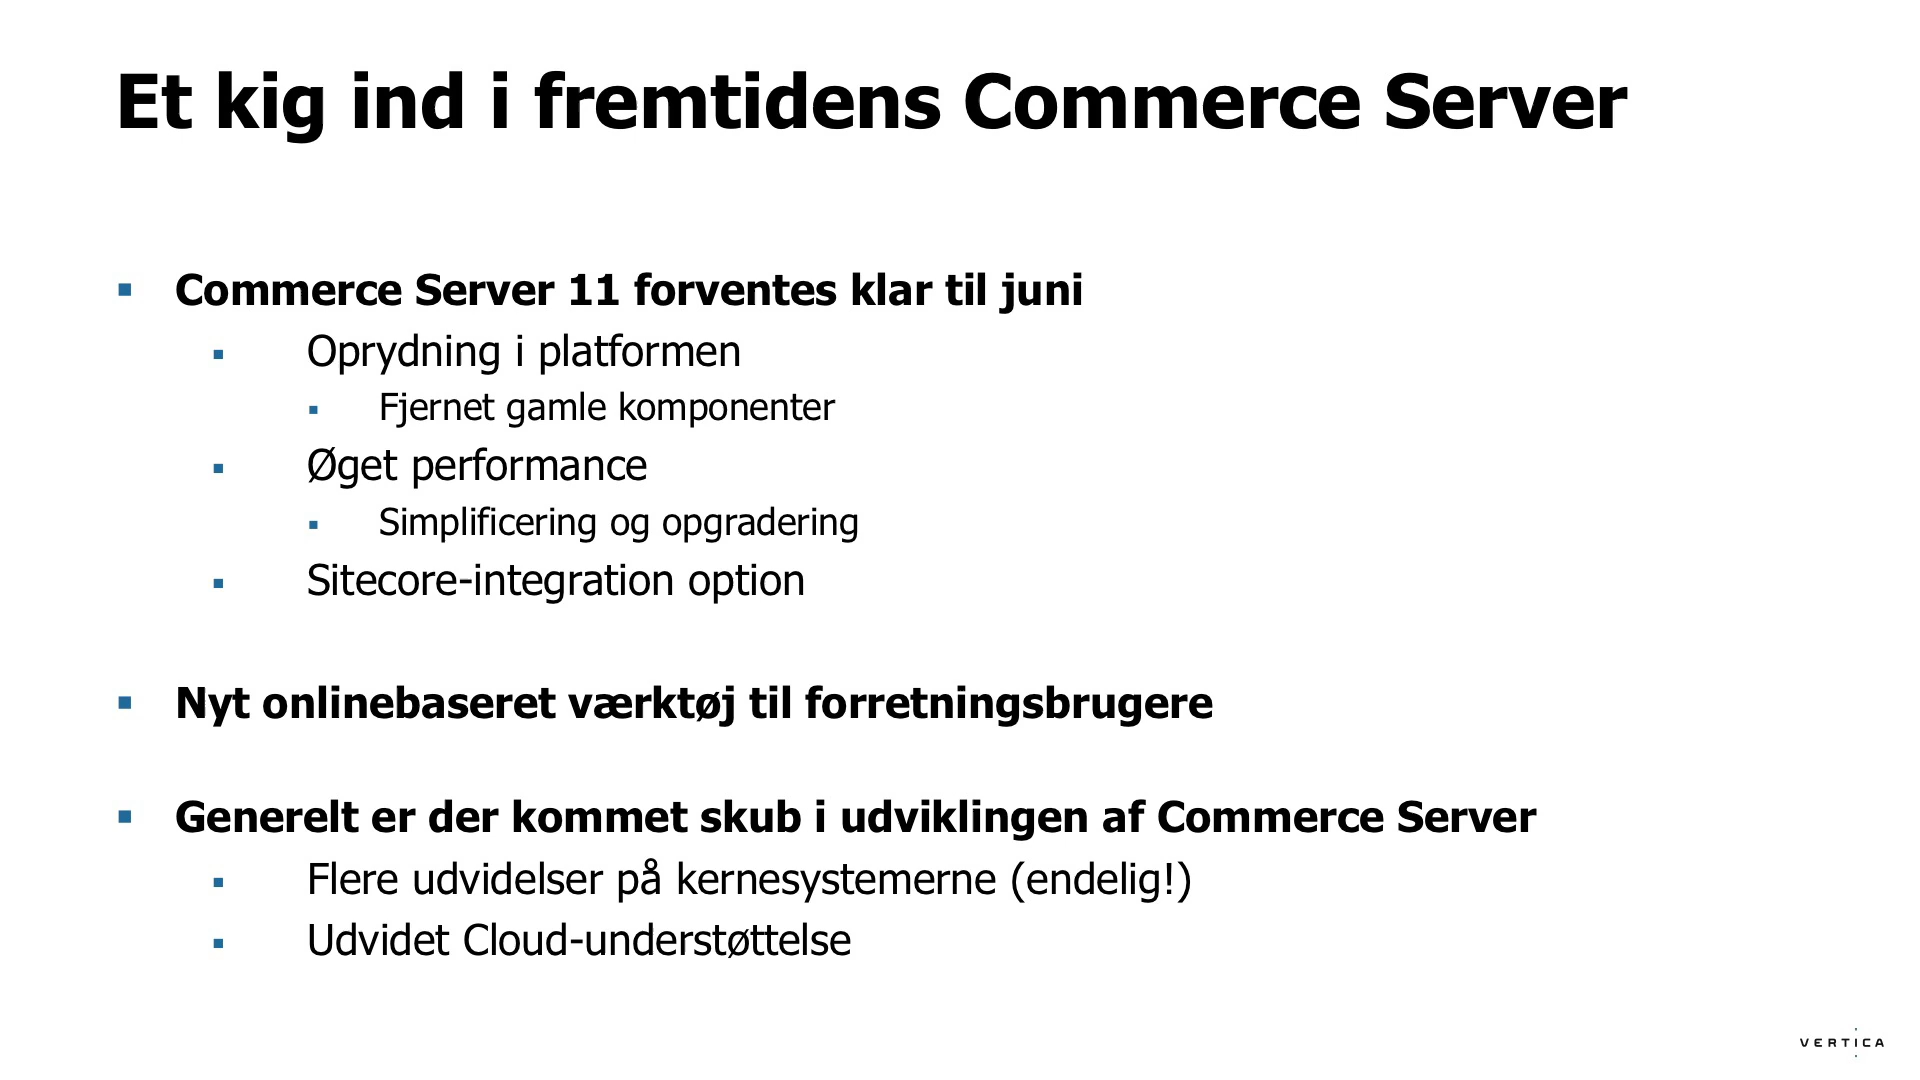 Et kig ind i fremtidens Commerce Server
▪ Commerce Server 11 forventes klar til juni
▪ Oprydning i platformen
▪ Fjernet gamle komponenter
▪ Øget performance
▪ Simplificering og opgradering
▪ Sitecore-integration option
▪ Nyt onlinebaseret værktøj til forretningsbrugere
▪ Generelt er der kommet skub i udviklingen af Commerce Server
▪ Flere udvidelser på kernesystemerne (endelig!)
▪ Udvidet Cloud-understøttelse
VERTICA